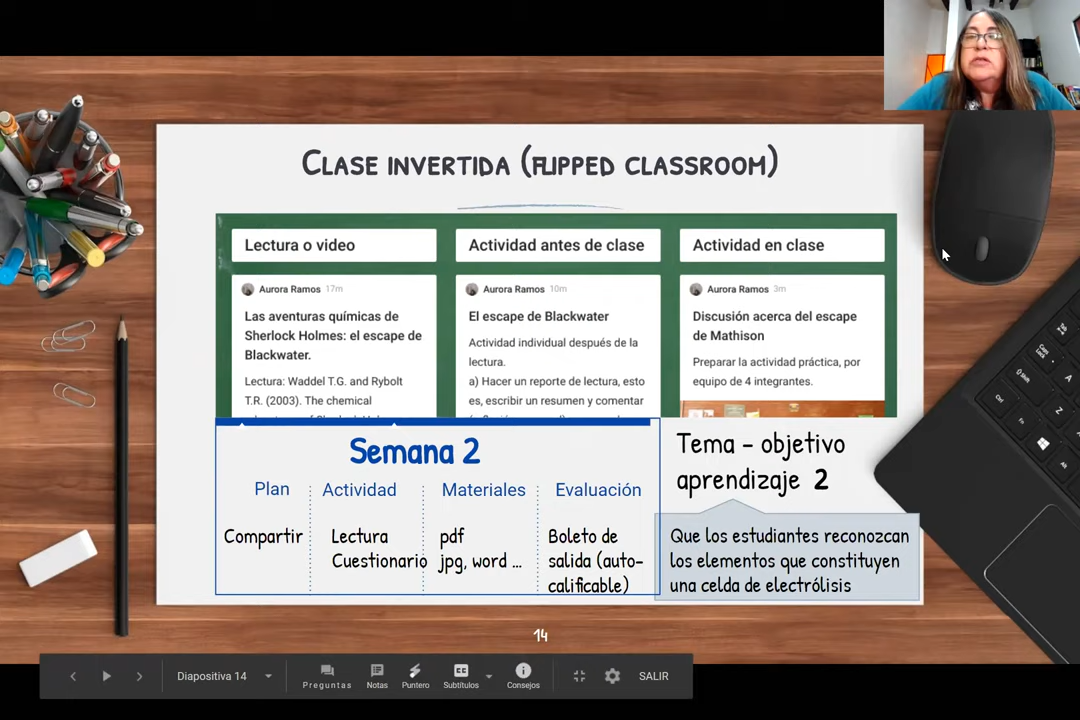 Clase invertida (flipped classroom)
Lectura o video
Actividad antes de clase
Actividad en clase
Aurora Ramos 17m
Las aventuras químicas de
Sherlock Holmes: el escape de
Blackwater.
Lectura: Waddel T.G. and Rybolt
T.R. (2003). The chemical
Aurora Ramos 10m
El escape de Blackwater
Actividad individual después de la
lectura.
a) Hacer un reporte de lectura, esto
es, escribir un resumen y comentar
Aurora Ramos 3m
Discusión acerca del escape
de Mathison
Preparar la actividad práctica, por
equipo de 4 integrantes.
Semana 2
Plan Actividad Materiales Evaluación
Compartir
Lectura
Cuestionario
pdf
jpg, word ...
Boleto de
salida (auto-
calificable)
Tema - objetivo
aprendizaje 2
Que los estudiantes reconozcan
los elementos que constituyen
una celda de electrólisis
14
Diapositiva 14
Preguntas
Notas
Puntero
Subtítulos
Consejos
SALIR